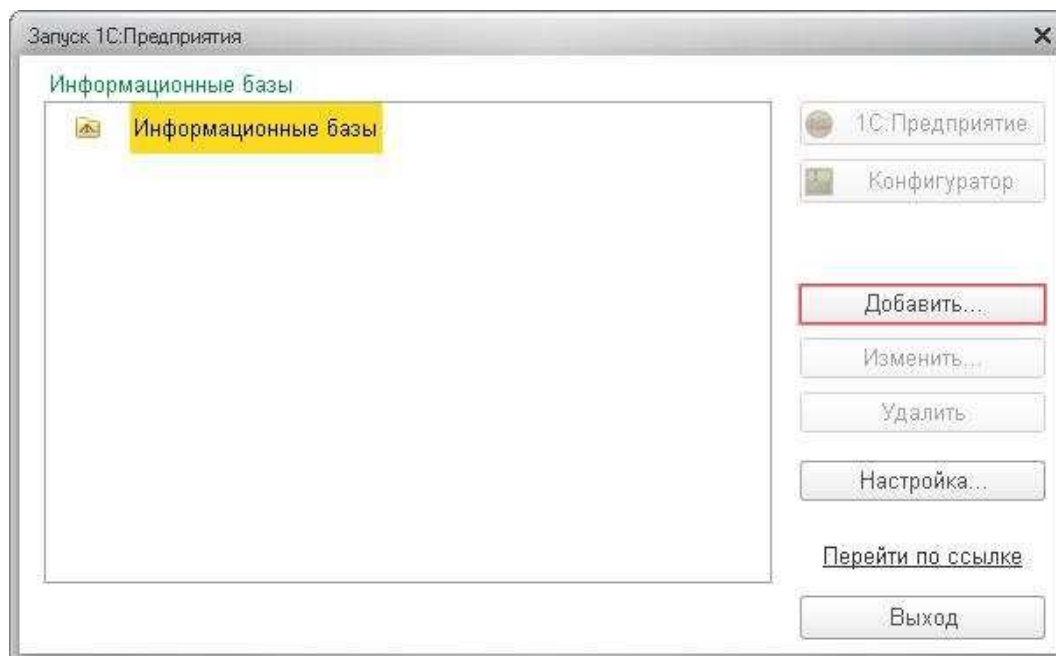 Запуск 1С:Предприятия
Информационные базы
Информационные базы
1С:Предприятие
Конфигуратор
Добавить...
Изменить...
Удалить
Настройка...
Перейти по ссылке
Выход